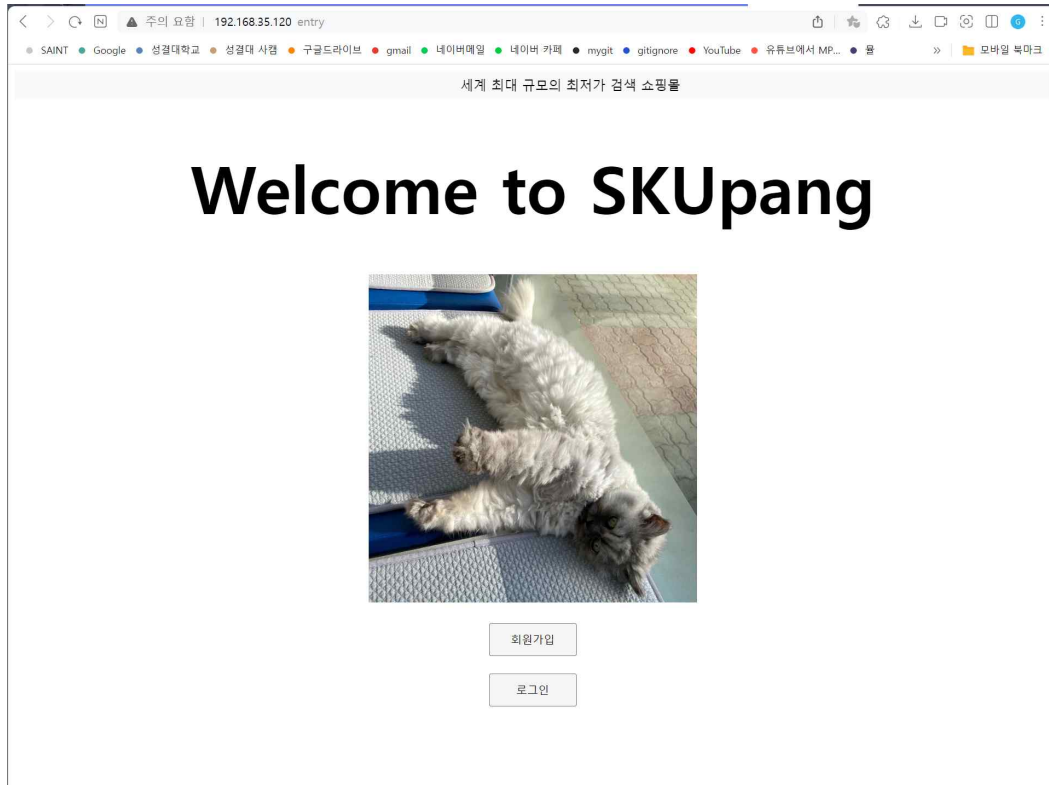 주의 요함 | 192.168.35.120 entry
SAINT Google 성결대학교 성결대 사캠 구글드라이브 gmail 네이버메일 네이버 카페 mygit gitignore YouTube 유튜브에서 MP... 뮬 » 모바일 북마크
세계 최대 규모의 최저가 검색 쇼핑몰
Welcome to SKUpang
회원가입
로그인